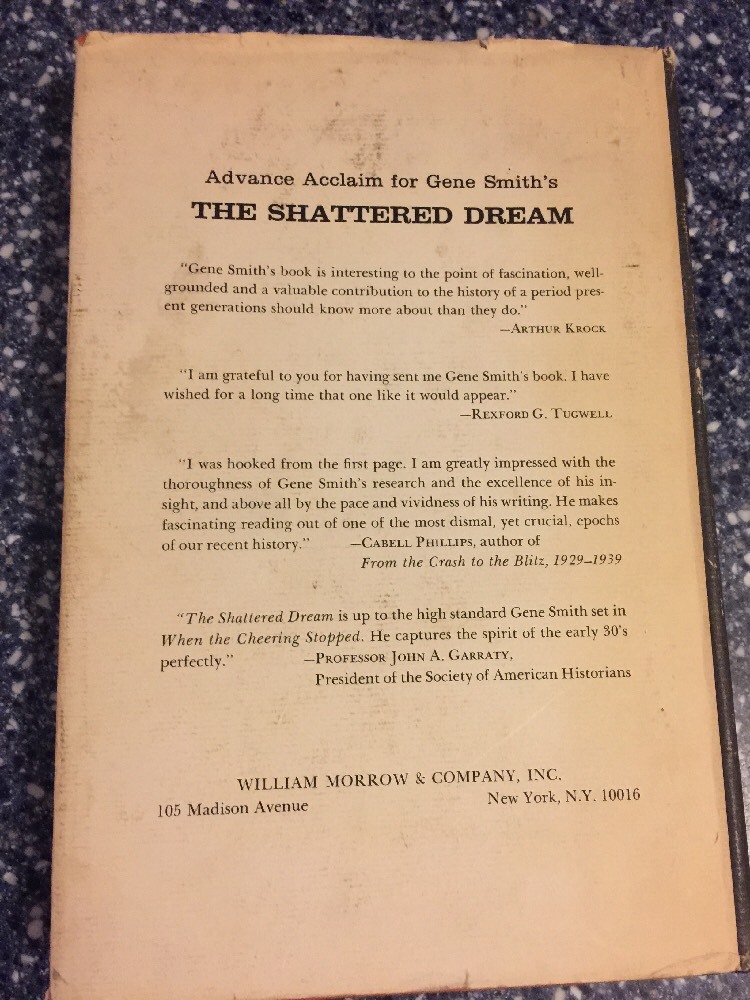 Advance Acclaim for Gene Smith's
THE SHATTERED DREAM
"Gene Smith's book is interesting to the point of fascination, well-
grounded and a valuable contribution to the history of a period pres-
ent generations should know more about than they do."
—ARTHUR KROCK
"I am grateful to you for having sent me Gene Smith's book. I have
wished for a long time that one like it would appear."
—REXFORD G. TUGWELL
"I was hooked from the first page. I am greatly impressed with the
thoroughness of Gene Smith's research and the excellence of his in-
sight, and above all by the pace and vividness of his writing. He makes
fascinating reading out of one of the most dismal, yet crucial, epochs
of our recent history." —CABELL PHILLIPS, author of
From the Crash to the Blitz, 1929–1939
"The Shattered Dream is up to the high standard Gene Smith set in
When the Cheering Stopped. He captures the spirit of the early 30's
perfectly." —PROFESSOR JOHN A. GARRATY,
President of the Society of American Historians
WILLIAM MORROW & COMPANY, INC.
105 Madison Avenue New York, N.Y. 10016